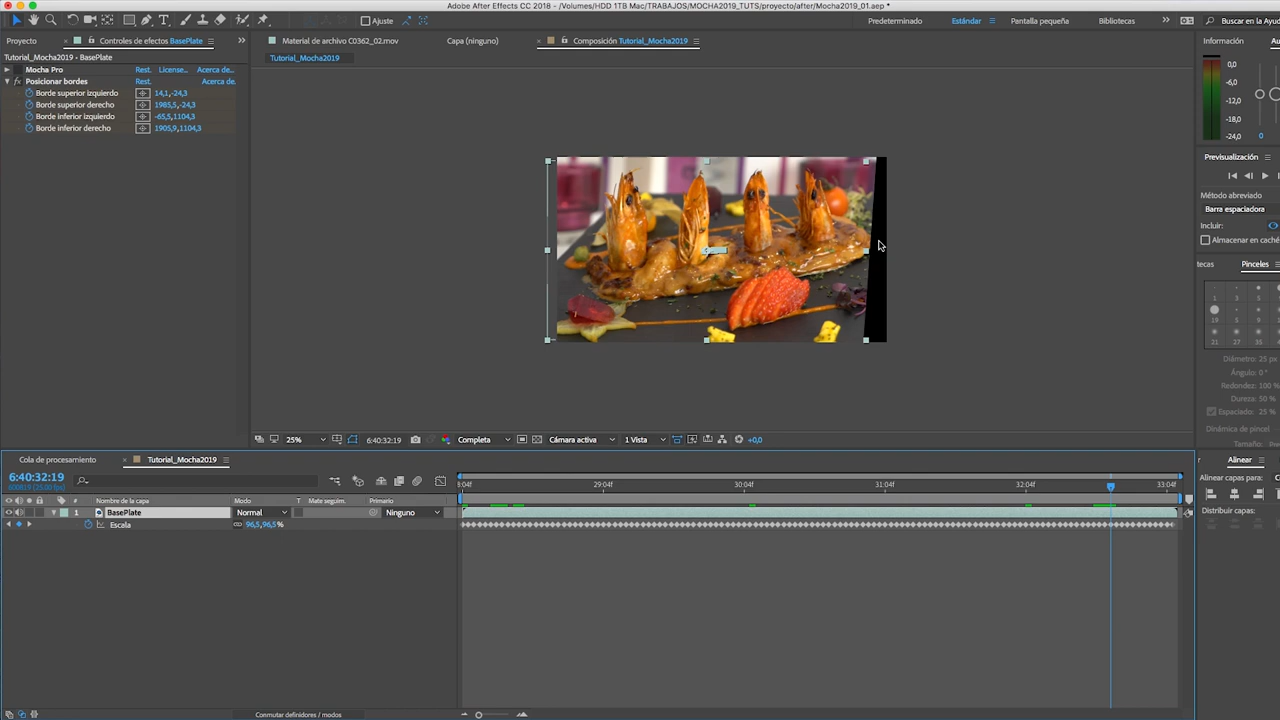 Adobe After Effects CC 2018 - /Volumes/HDD 1TB Mac/TRABAJOS/MOCHA2019_TUTS/proyecto/after/Mocha2019_01.aep *
Ajuste
Predeterminado
Estándar
Pantalla pequeña
Bibliotecas
Buscar en la Ayu
Proyecto
Controles de efectos BasePlate
Tutorial_Mocha2019 • BasePlate
Mocha Pro
Rest.
License...
Acerca de...
fx
Posicionar bordes
Rest.
Acerca de.
Borde superior izquierdo
14,1,-24,3
Borde superior derecho
1985,5,-24,3
Borde inferior izquierdo
-65,5,1104,3
Borde inferior derecho
1905,9,1104,3
Material de archivo C0362_02.mov
Capa (ninguno)
Composición Tutorial_Mocha2019
Tutorial_Mocha2019
25%
6:40:32:19
Completa
Cámara activa
1 Vista
+0,0
Información
Au
0,0
-6,0
-12,0
-18,0
-24,0
0
Previsualización
Método abreviado
Barra espaciadora
Incluir:
Almacenar en caché
tecas
Pinceles
1
3
5
9
19
5
9
21
27
35
Diámetro: 25 px
Ángulo: 0 °
Redondez: 100 %
Dureza: 50 %
Espaciado: 25 %
Dinámica de pincel
Tamaño:
Cola de procesamiento
Tutorial_Mocha2019
6:40:32:19
Nombre de la capa
Modo
T
Mate seguim.
Primario
1
BasePlate
Normal
Ninguno
Escala
96,5,96,5%
8:04f
29:04f
30:04f
31:04f
32:04f
33:04f
Alinear
Alinear capas para:
Distribuir capas:
Conmutar definidores / modos